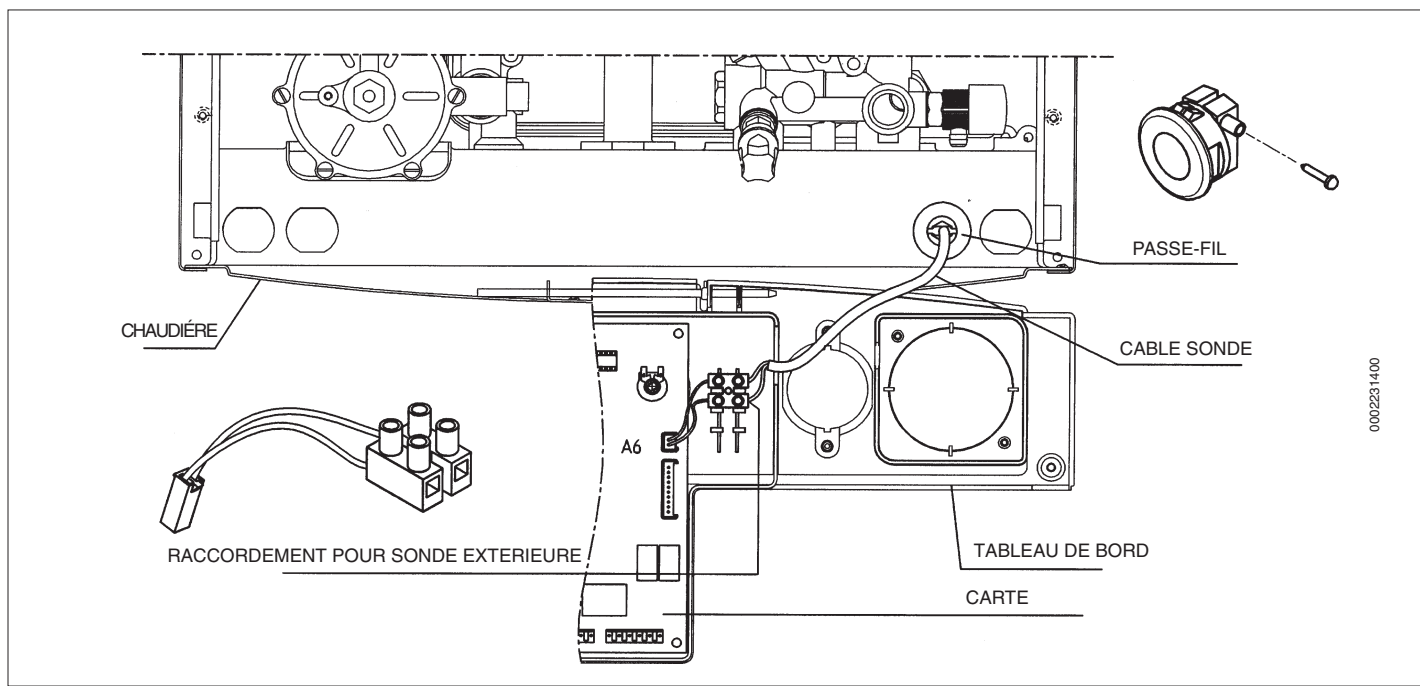 PASSE-FIL
CHAUDIÉRE
CABLE SONDE
0002231400
A6
RACCORDEMENT POUR SONDE EXTERIEURE
TABLEAU DE BORD
CARTE